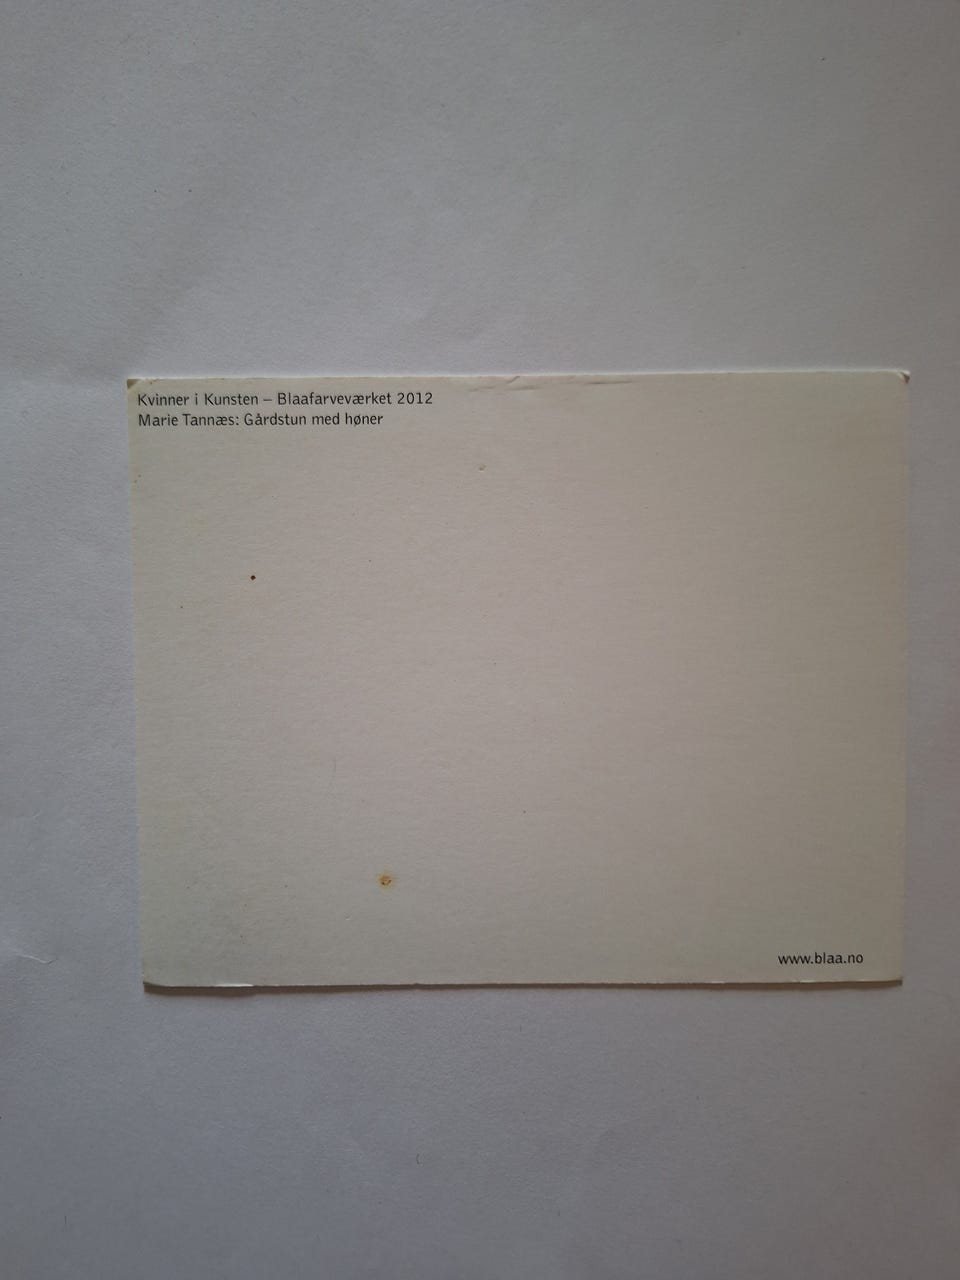 Kvinner i Kunsten – Blaafarveværket 2012
Marie Tannæs: Gårdstun med høner
www.blaa.no